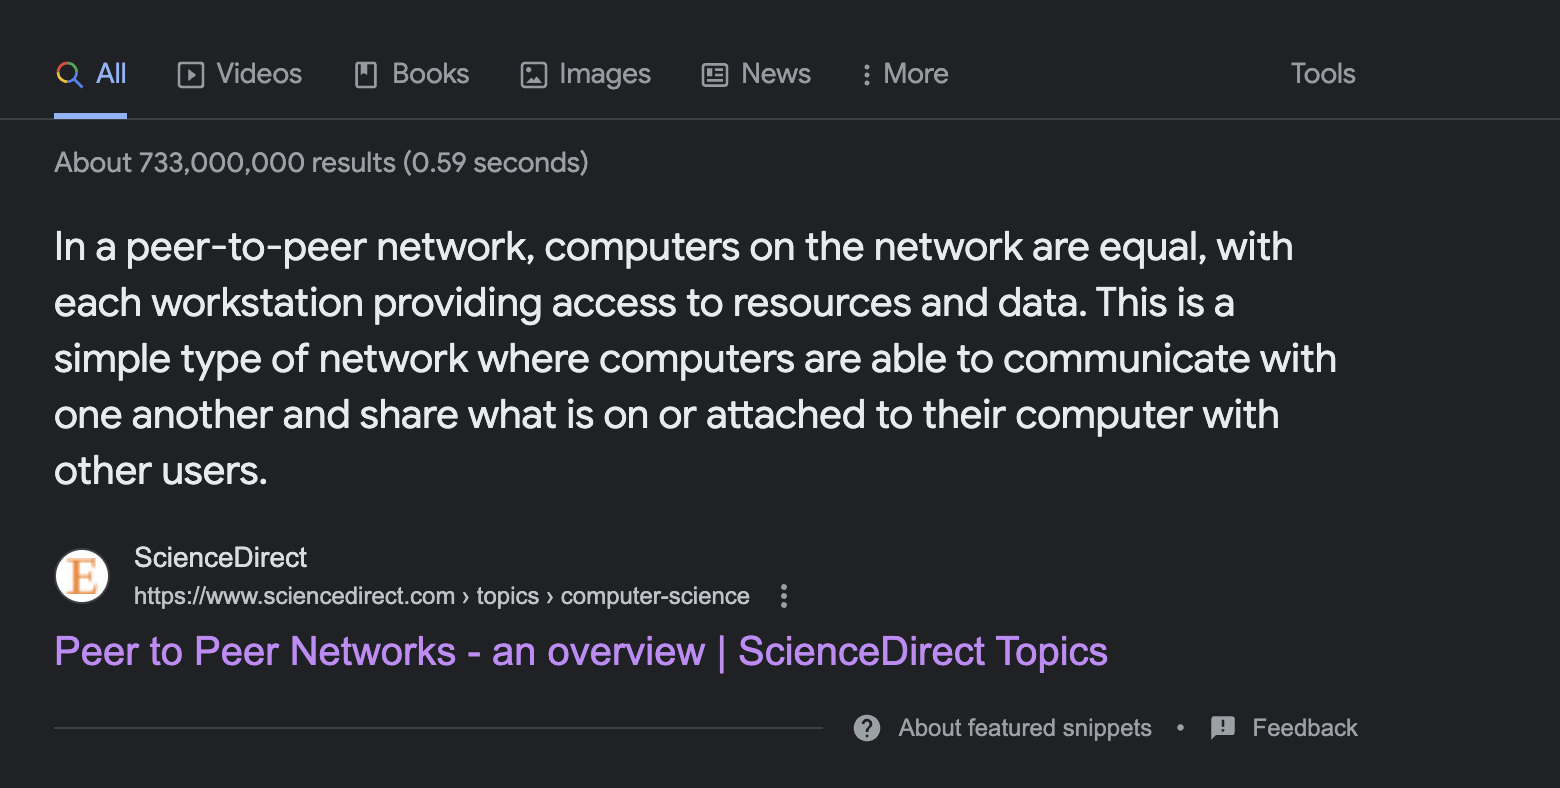 All Videos Books Images News More Tools
About 733,000,000 results (0.59 seconds)
In a peer-to-peer network, computers on the network are equal, with
each workstation providing access to resources and data. This is a
simple type of network where computers are able to communicate with
one another and share what is on or attached to their computer with
other users.
E
ScienceDirect
https://www.sciencedirect.com › topics › computer-science
Peer to Peer Networks - an overview | ScienceDirect Topics
About featured snippets • Feedback